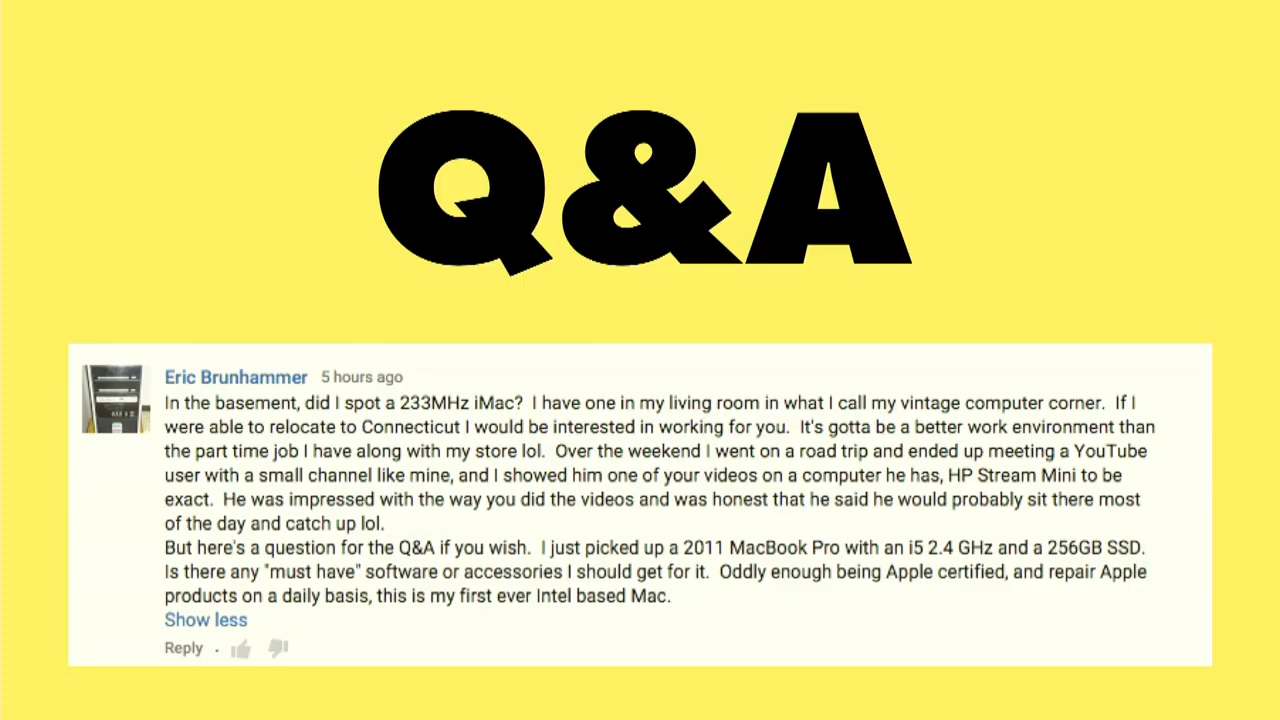 Q&A
Eric Brunhammer 5 hours ago
In the basement, did I spot a 233MHz iMac?  I have one in my living room in what I call my vintage computer corner.  If I
were able to relocate to Connecticut I would be interested in working for you.  It's gotta be a better work environment than
the part time job I have along with my store lol.  Over the weekend I went on a road trip and ended up meeting a YouTube
user with a small channel like mine, and I showed him one of your videos on a computer he has, HP Stream Mini to be
exact.  He was impressed with the way you did the videos and was honest that he said he would probably sit there most
of the day and catch up lol.
But here's a question for the Q&A if you wish.  I just picked up a 2011 MacBook Pro with an i5 2.4 GHz and a 256GB SSD.
Is there any "must have" software or accessories I should get for it.  Oddly enough being Apple certified, and repair Apple
products on a daily basis, this is my first ever Intel based Mac.
Show less
Reply ·